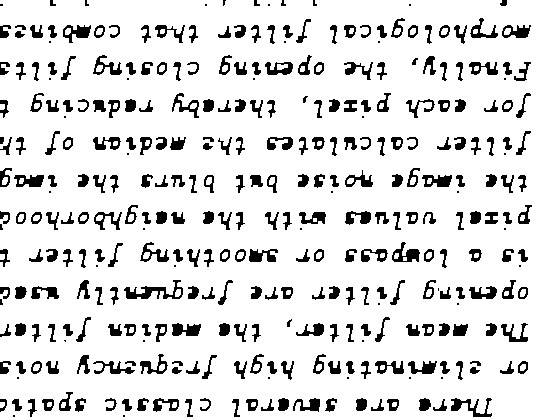 There are several classic spatia
or eliminating high frequency nois
The mean filter, the median filter
opening filter are frequently used
is a lowpass or smoothing filter t
pixel values with the neighborhood
the image noise but blurs the imag
filter calculates the median of th
for each pixel, thereby reducing t
Finally, the opening closing filte
morphological filter that combines